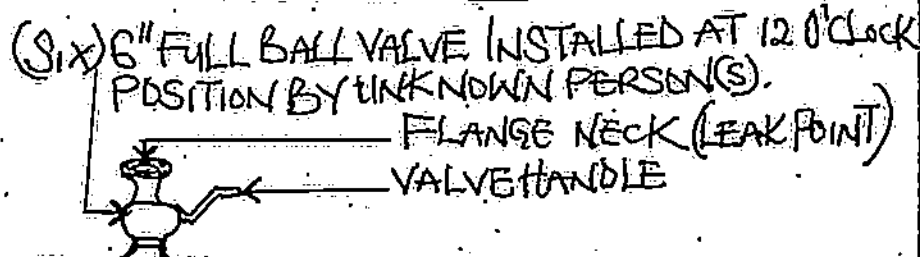 (Six) 6" FULL BALL VALVE INSTALLED AT 12 O'CLOCK
POSITION BY UNKNOWN PERSON(S).
FLANGE NECK (LEAK POINT)
VALVE HANDLE